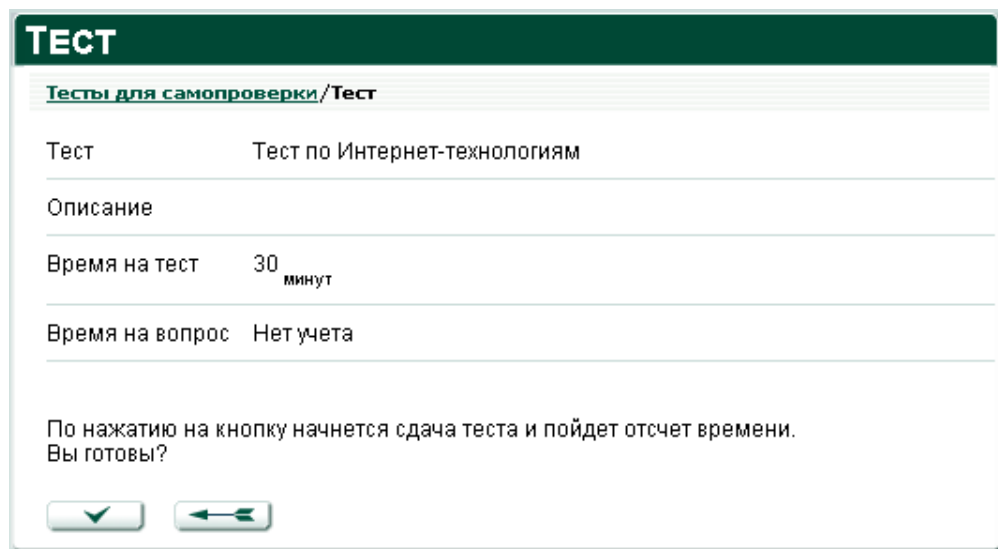 Тест
Тесты для самопроверки/Тест
Тест Тест по Интернет-технологиям
Описание
Время на тест 30 минут
Время на вопрос Нет учета
По нажатию на кнопку начнется сдача теста и пойдет отсчет времени.
Вы готовы?